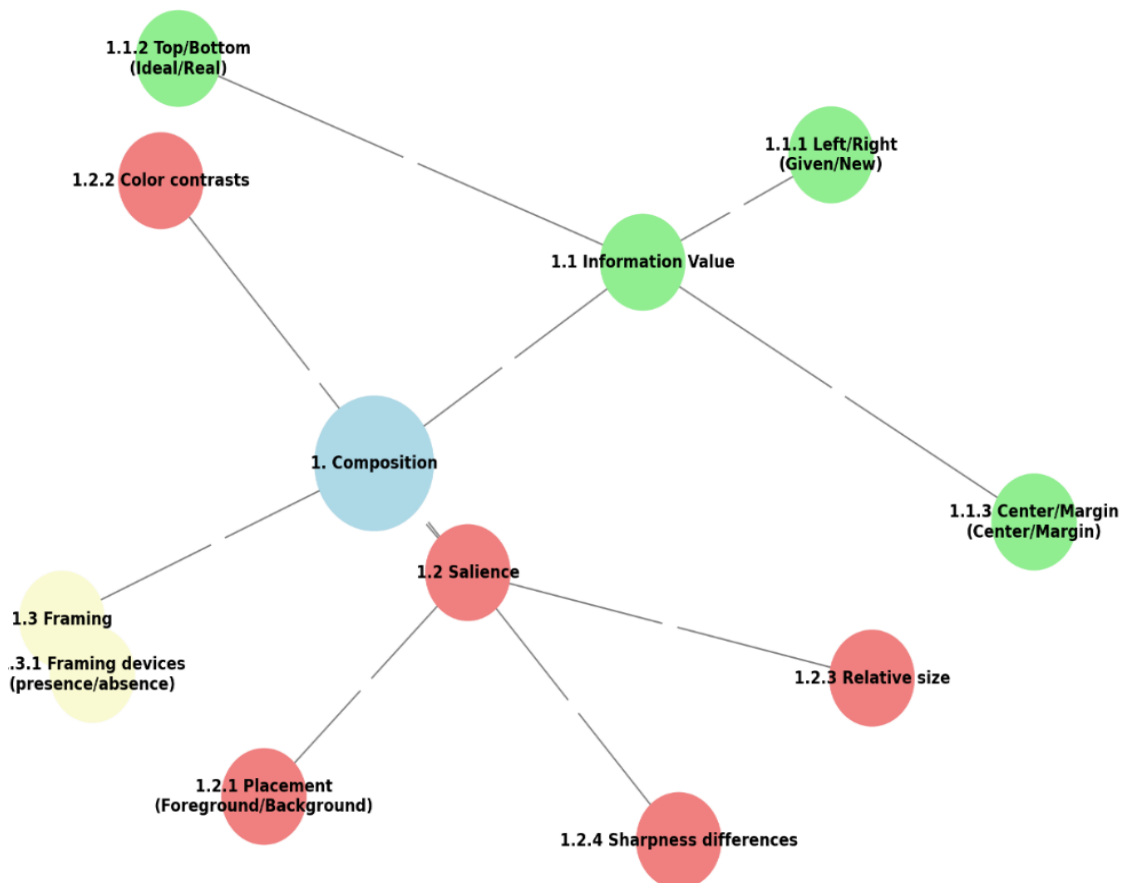 1.1.2 Top/Bottom
(Ideal/Real)
1.1.1 Left/Right
(Given/New)
1.2.2 Color contrasts
1.1 Information Value
1. Composition
1.1.3 Center/Margin
(Center/Margin)
1.2 Salience
1.3 Framing
.3.1 Framing devices
(presence/absence)
1.2.3 Relative size
1.2.1 Placement
(Foreground/Background)
1.2.4 Sharpness differences